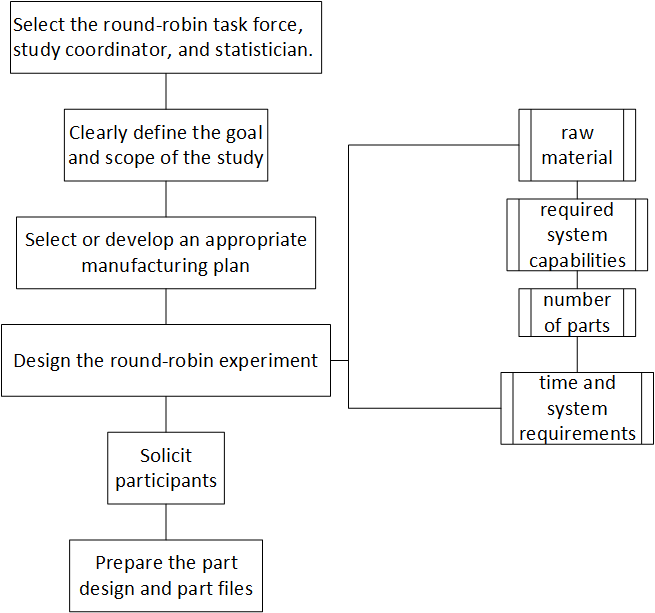 Select the round-robin task force,
study coordinator, and statistician.
Clearly define the goal
and scope of the study
Select or develop an appropriate
manufacturing plan
Design the round-robin experiment
Solicit
participants
Prepare the part
design and part files
raw
material
required
system
capabilities
number
of parts
time and
system
requirements